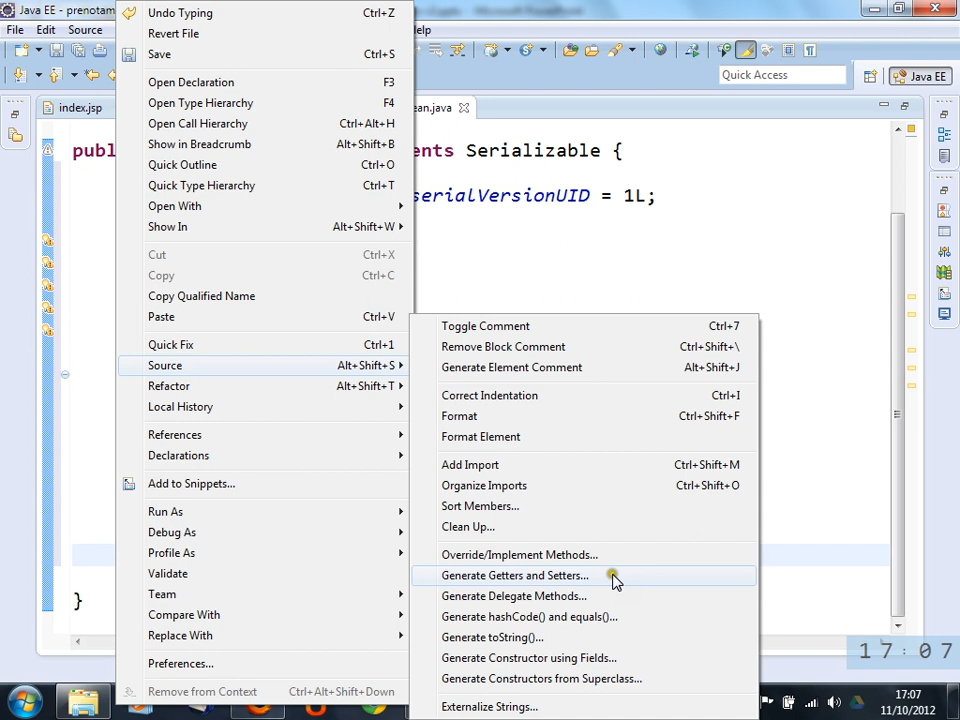 Java EE - prenotam
File Edit Source
elp
Quick Access
Java EE
index.jsp
ean.java
publ
ents Serializable {
serialVersionUID = 1L;
}
Undo Typing Ctrl+Z
Revert File
Save Ctrl+S
Open Declaration F3
Open Type Hierarchy F4
Open Call Hierarchy Ctrl+Alt+H
Show in Breadcrumb Alt+Shift+B
Quick Outline Ctrl+O
Quick Type Hierarchy Ctrl+T
Open With
Show In Alt+Shift+W
Cut Ctrl+X
Copy Ctrl+C
Copy Qualified Name
Paste Ctrl+V
Quick Fix Ctrl+1
Source Alt+Shift+S
Refactor Alt+Shift+T
Local History
References
Declarations
Add to Snippets...
Run As
Debug As
Profile As
Validate
Team
Compare With
Replace With
Preferences...
Remove from Context Ctrl+Alt+Shift+Down
Toggle Comment Ctrl+7
Remove Block Comment Ctrl+Shift+\
Generate Element Comment Alt+Shift+J
Correct Indentation Ctrl+I
Format Ctrl+Shift+F
Format Element
Add Import Ctrl+Shift+M
Organize Imports Ctrl+Shift+O
Sort Members...
Clean Up...
Override/Implement Methods...
Generate Getters and Setters...
Generate Delegate Methods...
Generate hashCode() and equals()...
Generate toString()...
Generate Constructor using Fields...
Generate Constructors from Superclass...
Externalize Strings...
17:07
17:07
11/10/2012